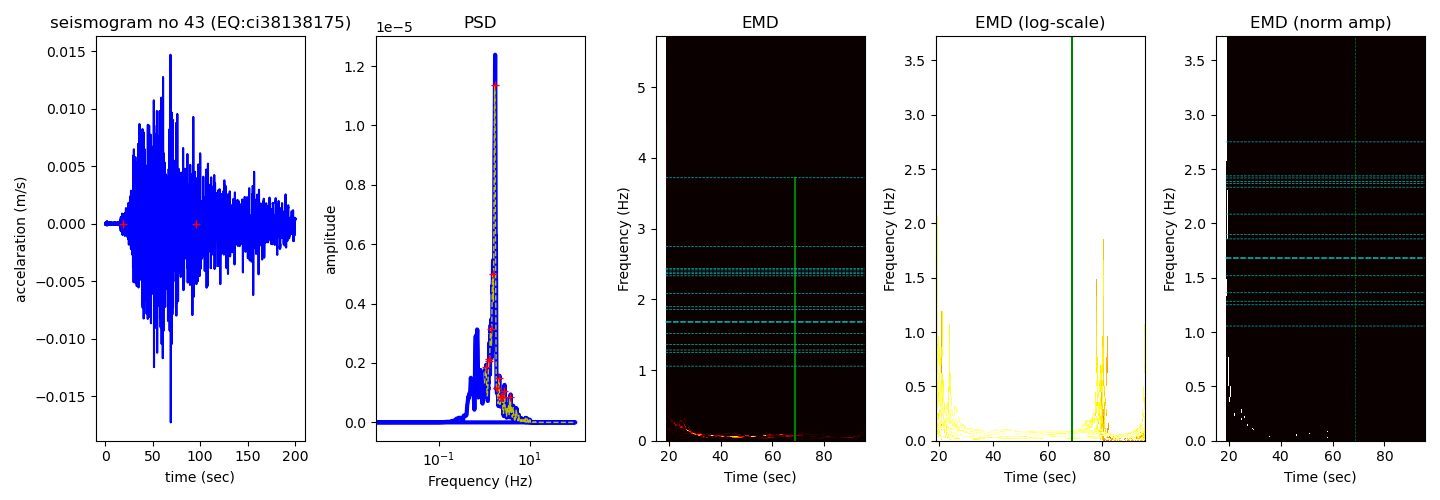 seismogram no 43 (EQ:ci38138175)
accelaration (m/s)
0.015
0.010
0.005
0.000
−0.005
−0.010
−0.015
0 50 100 150 200
time (sec)
PSD
1e−5
amplitude
1.2
1.0
0.8
0.6
0.4
0.2
0.0
10⁻¹ 10¹
Frequency (Hz)
EMD
Frequency (Hz)
5
4
3
2
1
0
20 40 60 80
Time (sec)
EMD (log-scale)
Frequency (Hz)
3.5
3.0
2.5
2.0
1.5
1.0
0.5
0.0
20 40 60 80
Time (sec)
EMD (norm amp)
Frequency (Hz)
3.5
3.0
2.5
2.0
1.5
1.0
0.5
0.0
20 40 60 80
Time (sec)